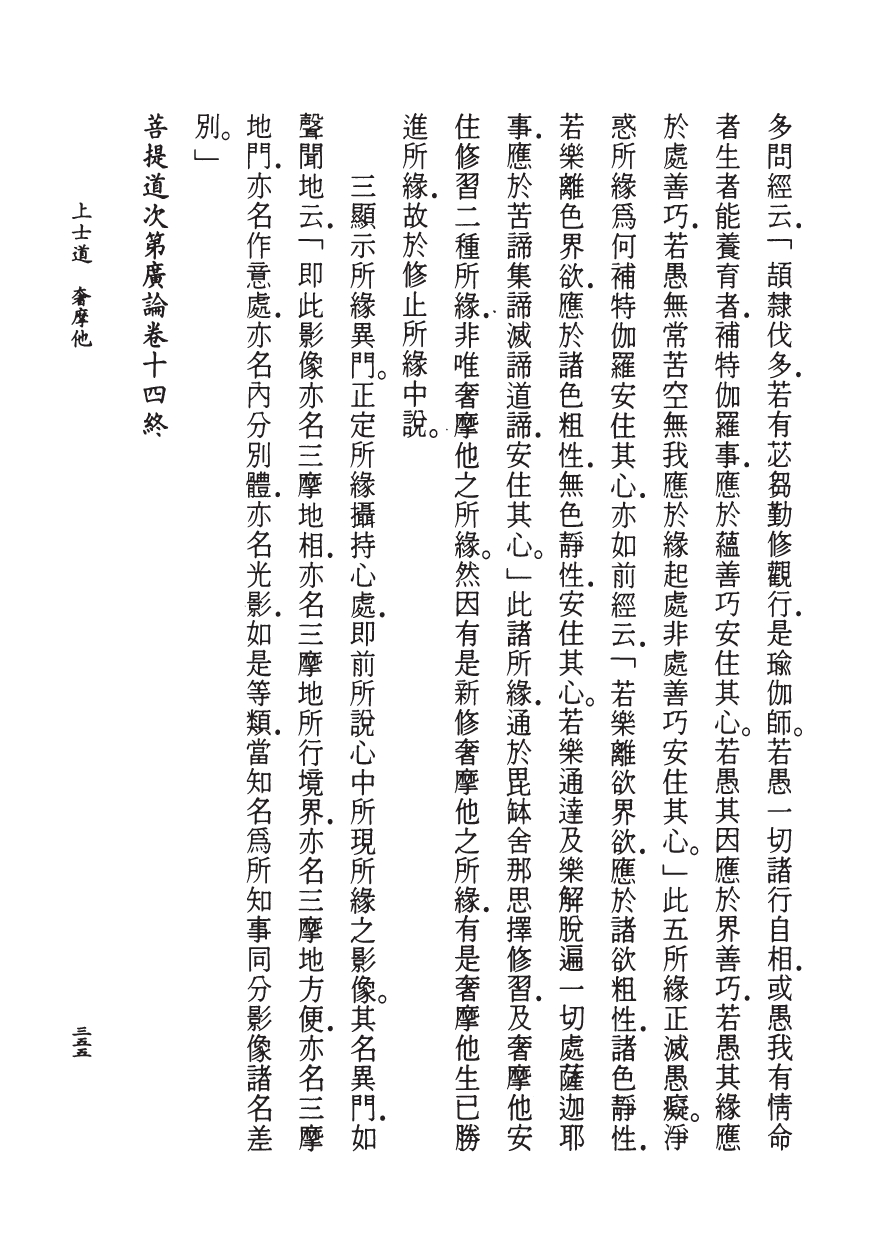 多問經云．「頡隸伐多．若有苾芻勤修觀行．是瑜伽師。若愚一切諸行自相．或愚我有情命
者生者能養育者．補特伽羅事．應於蘊善巧安住其心。若愚其因應於界善巧．若愚其緣應
於處善巧．若愚無常苦空無我應於緣起處非處善巧安住其心。」此五所緣正滅愚癡。淨
惑所緣爲何補特伽羅安住其心．亦如前經云．「若樂離欲界欲．應於諸欲粗性．諸色靜性．
若樂離色界欲．應於諸色粗性．無色靜性．安住其心。若樂通達及樂解脫遍一切處薩迦耶
事．應於苦諦集諦滅諦道諦．安住其心。」此諸所緣．通於毘缽舍那思擇修習．及奢摩他安
住修習二種所緣．非唯奢摩他之所緣。然因有是新修奢摩他之所緣．有是奢摩他生已勝
進所緣．故於修止所緣中說。
三顯示所緣異門。正定所緣攝持心處．即前所說心中所現所緣之影像。其名異門．如
聲聞地云．「即此影像亦名三摩地相．亦名三摩地所行境界．亦名三摩地方便．亦名三摩
地門．亦名作意處．亦名內分別體．亦名光影．如是等類．當知名爲所知事同分影像諸名差
別。」
菩提道次第廣論卷十四終
上士道　奢摩他
三五五